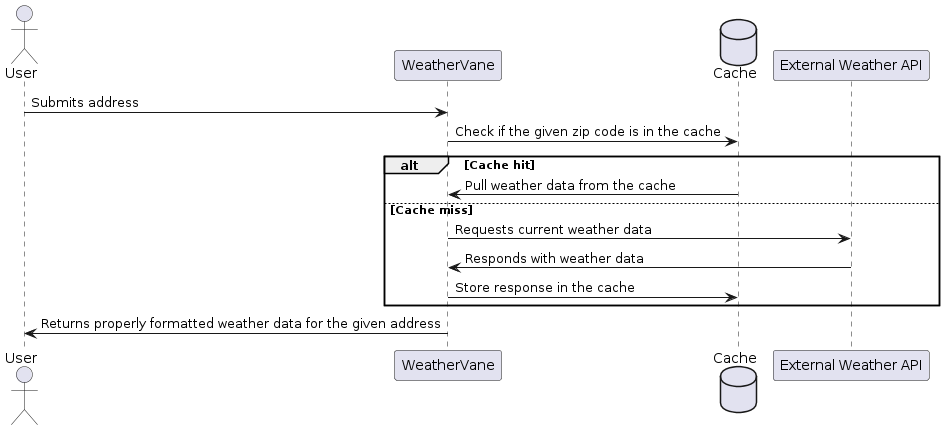 User
WeatherVane
Cache
External Weather API
Submits address
Check if the given zip code is in the cache
alt
[Cache hit]
Pull weather data from the cache
[Cache miss]
Requests current weather data
Responds with weather data
Store response in the cache
Returns properly formatted weather data for the given address
User
WeatherVane
Cache
External Weather API